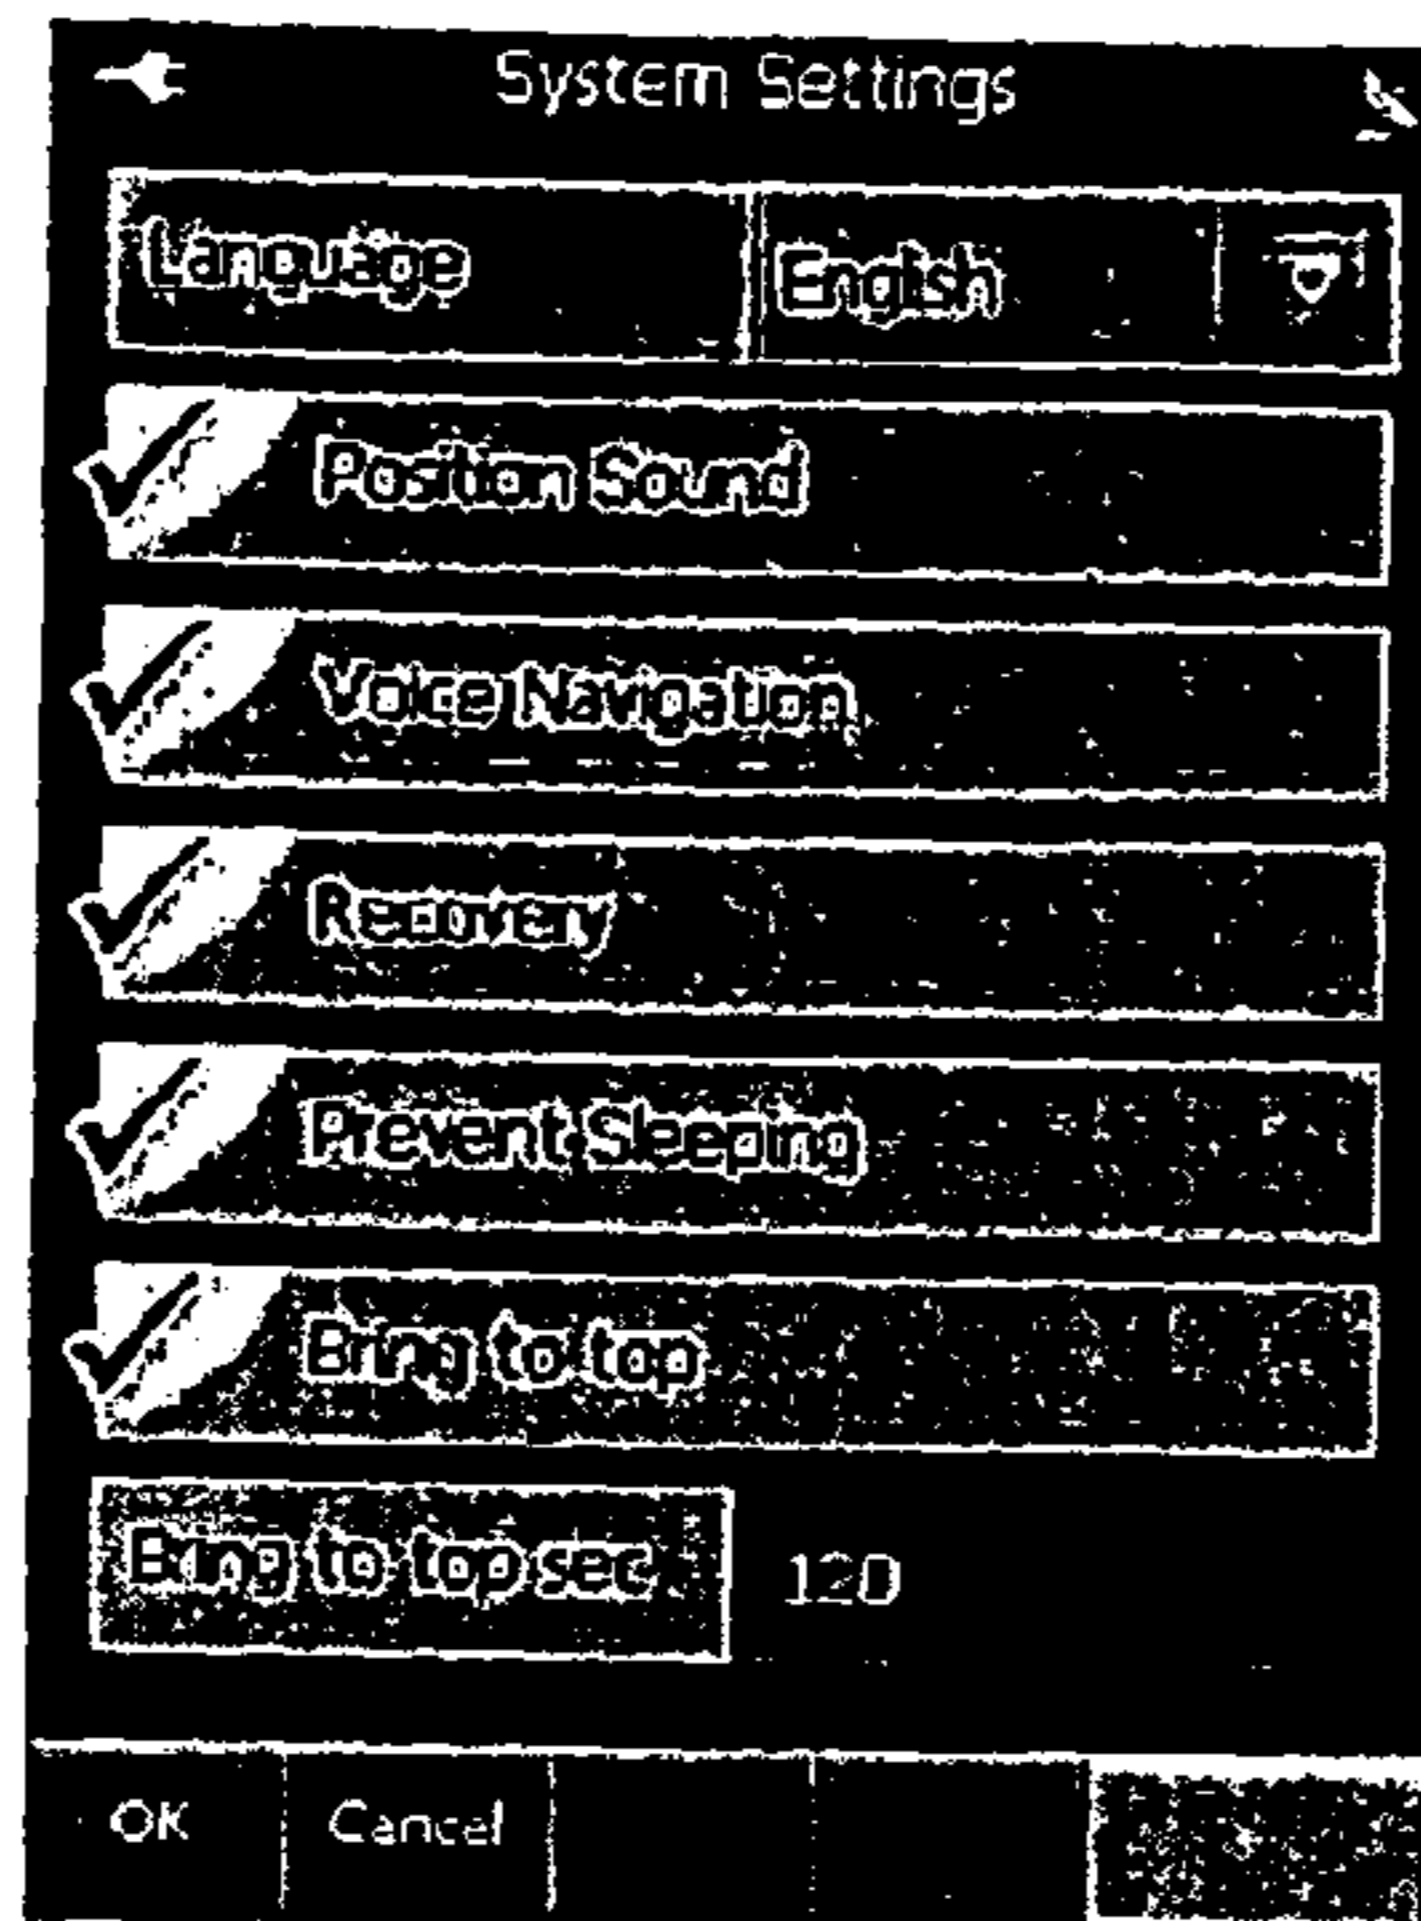 System Settings
Language English
Position Sound
Voice Navigation
Recovery
Prevent Sleeping
Bring to top
Bring to top sec 120
OK Cancel